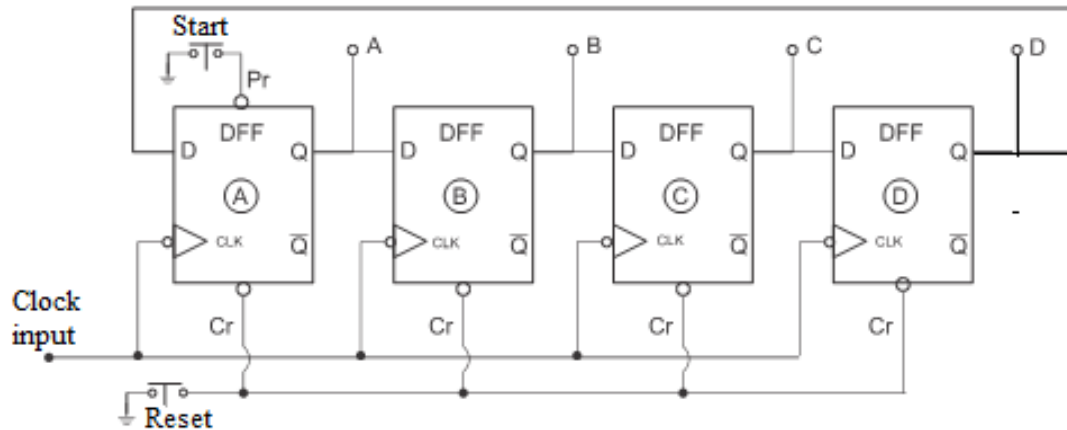 Start
A
B
C
D
Pr
DFF
DFF
DFF
DFF
D
Q
D
Q
D
Q
D
Q
A
B
C
D
CLK
Q̅
CLK
Q̅
CLK
Q̅
CLK
Q̅
Clock
input
Cr
Cr
Cr
Cr
Reset